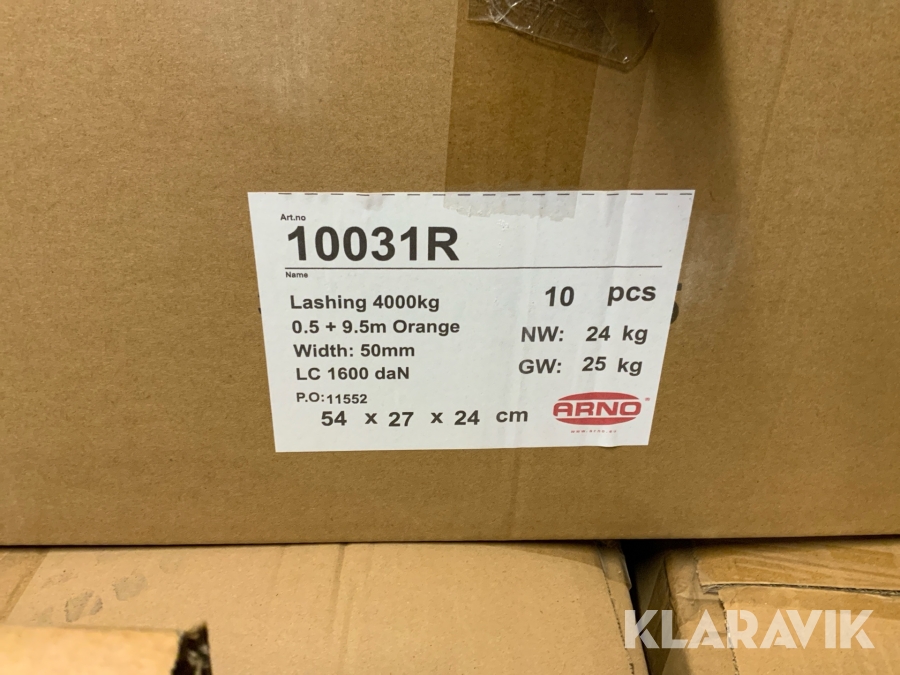 Art.no
10031R
Name
Lashing 4000kg
0.5 + 9.5m Orange
Width: 50mm
LC 1600 daN
P.O:11552
54 x 27 x 24 cm
10 pcs
NW: 24 kg
GW: 25 kg
ARNO
KLARAVIK